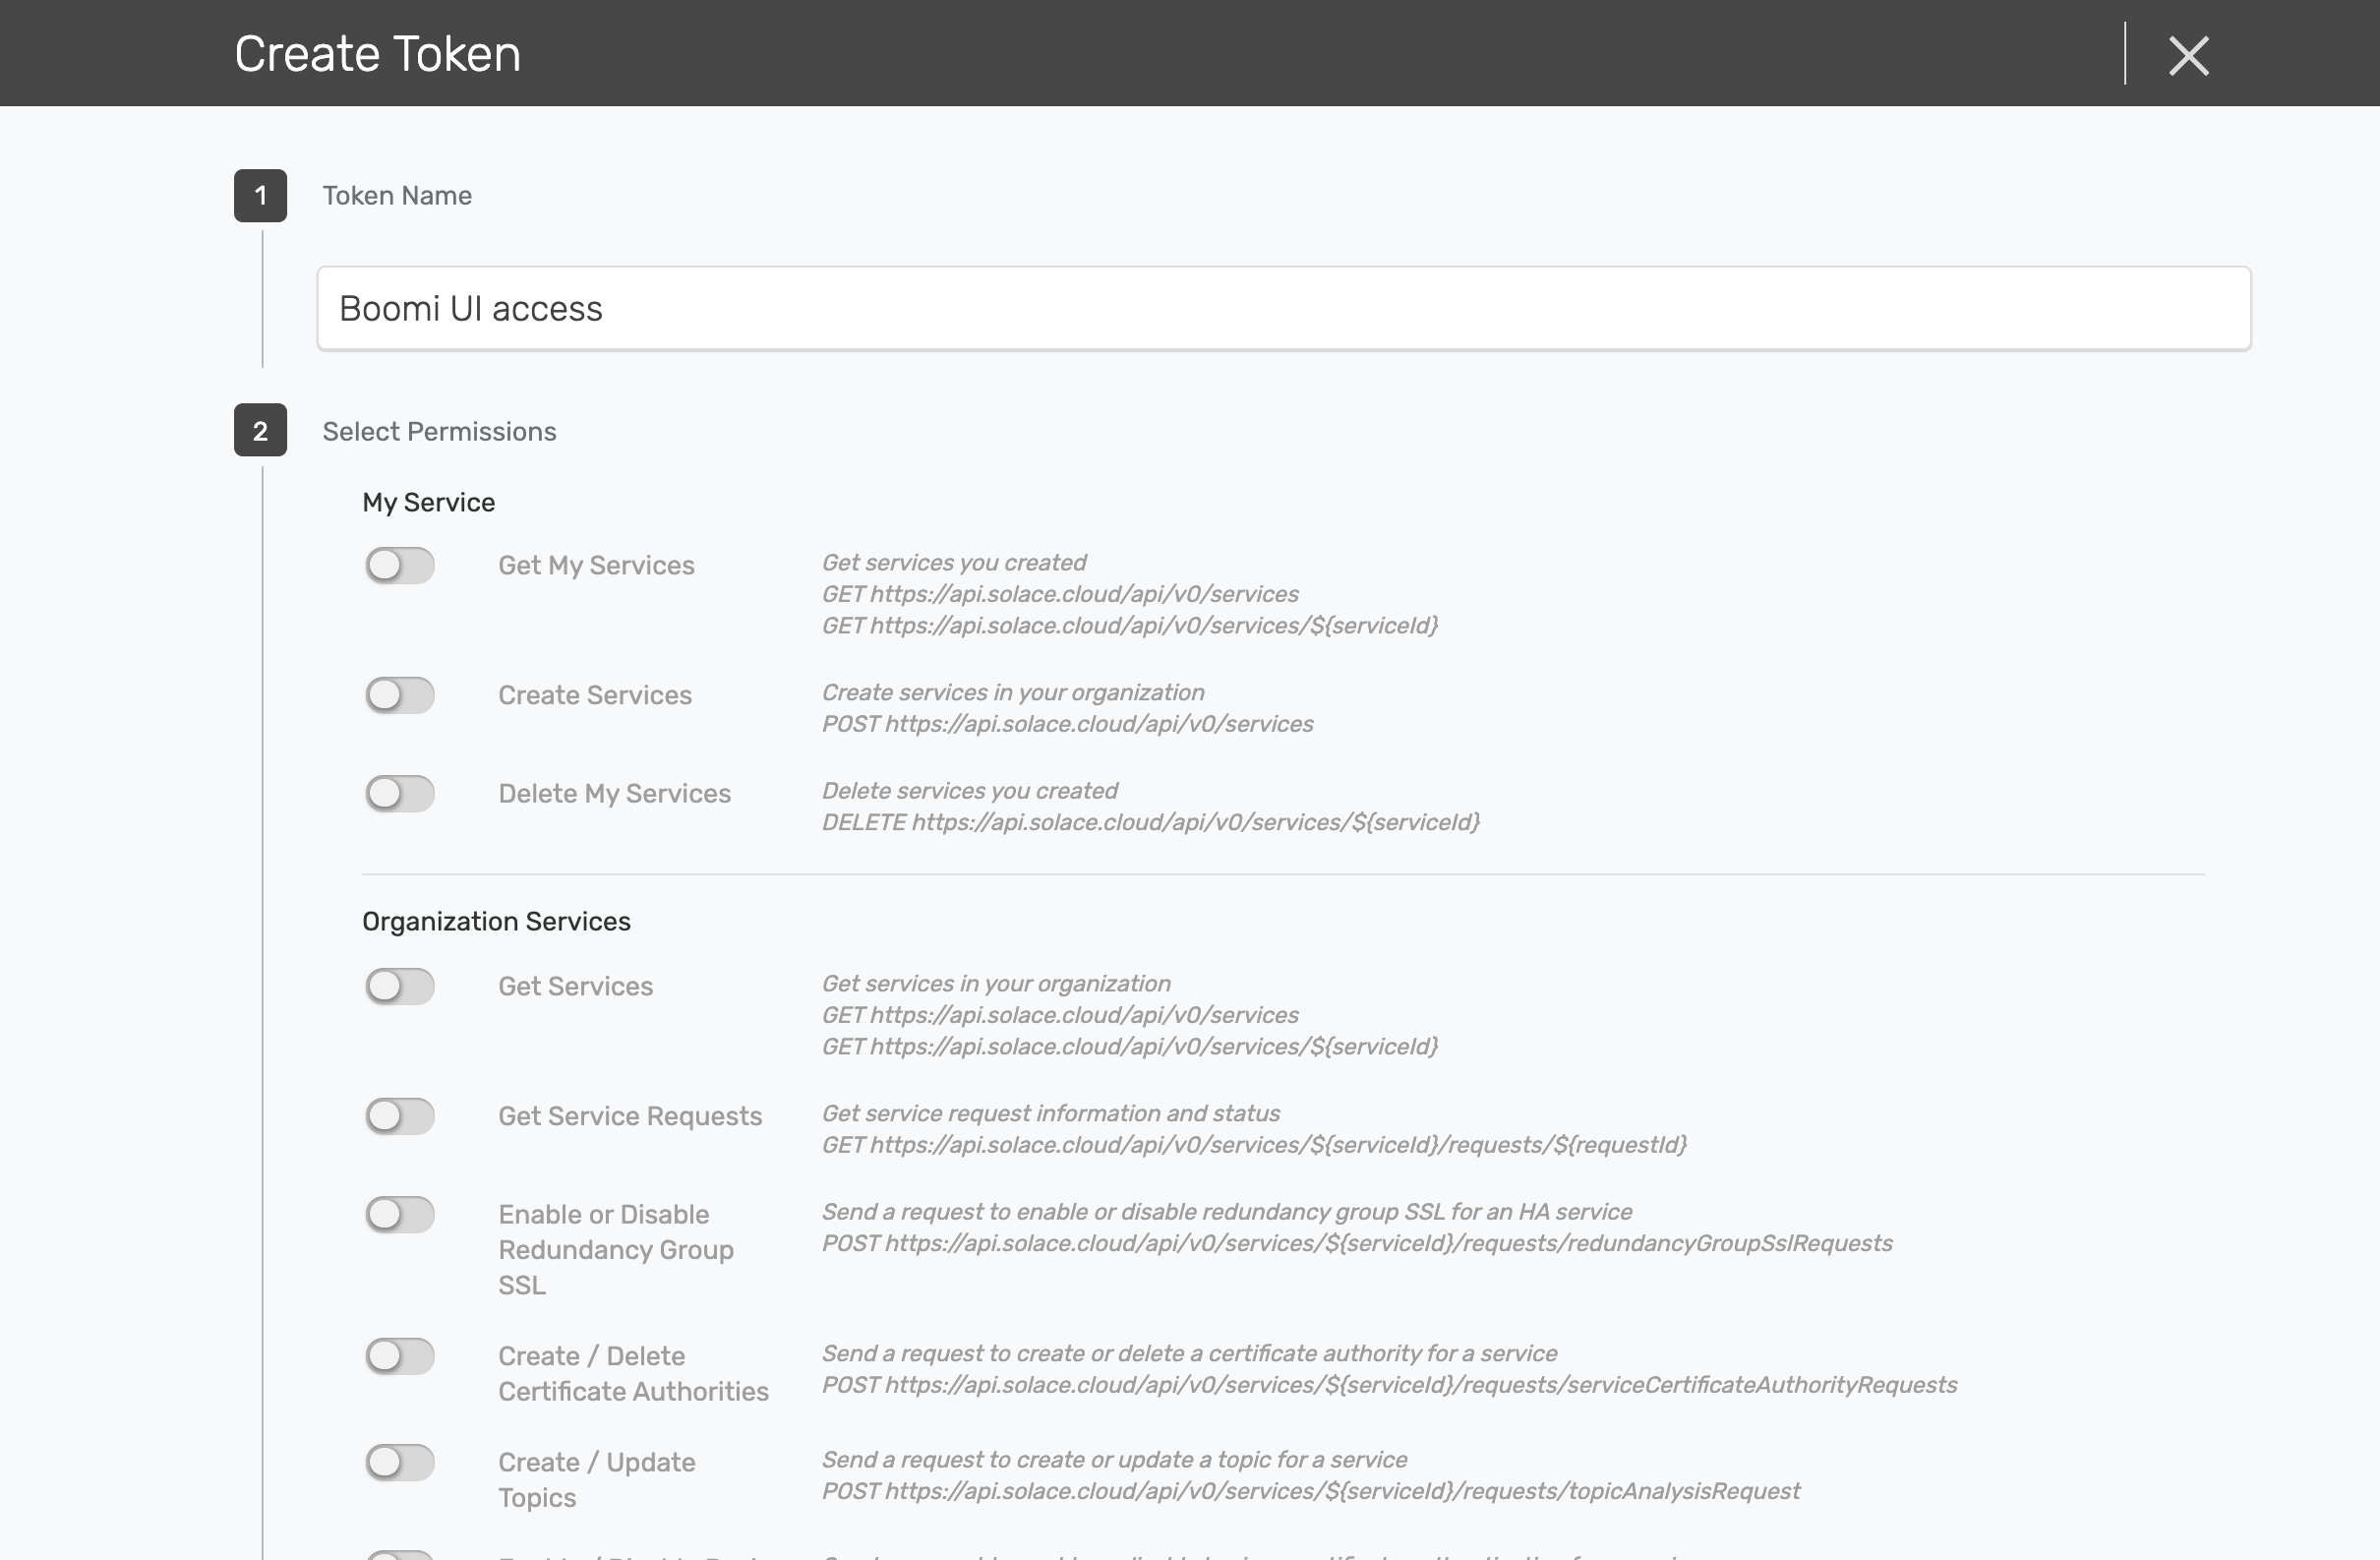 Create Token
1 Token Name
Boomi UI access
2 Select Permissions
My Service
Get My Services
Get services you created
GET https://api.solace.cloud/api/v0/services
GET https://api.solace.cloud/api/v0/services/${serviceId}
Create Services
Create services in your organization
POST https://api.solace.cloud/api/v0/services
Delete My Services
Delete services you created
DELETE https://api.solace.cloud/api/v0/services/${serviceId}
Organization Services
Get Services
Get services in your organization
GET https://api.solace.cloud/api/v0/services
GET https://api.solace.cloud/api/v0/services/${serviceId}
Get Service Requests
Get service request information and status
GET https://api.solace.cloud/api/v0/services/${serviceId}/requests/${requestId}
Enable or Disable
Redundancy Group
SSL
Send a request to enable or disable redundancy group SSL for an HA service
POST https://api.solace.cloud/api/v0/services/${serviceId}/requests/redundancyGroupSslRequests
Create / Delete
Certificate Authorities
Send a request to create or delete a certificate authority for a service
POST https://api.solace.cloud/api/v0/services/${serviceId}/requests/serviceCertificateAuthorityRequests
Create / Update
Topics
Send a request to create or update a topic for a service
POST https://api.solace.cloud/api/v0/services/${serviceId}/requests/topicAnalysisRequest